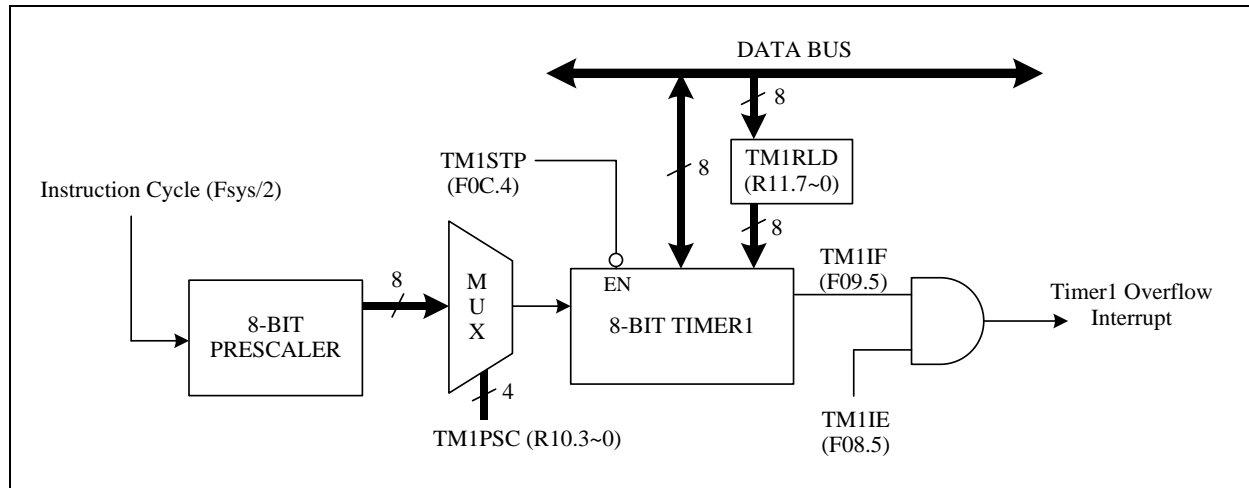 DATA BUS
8
TM1STP
(F0C.4)
8
TM1RLD
(R11.7~0)
Instruction Cycle (Fsys/2)
8
TM1IF
(F09.5)
8
MUX
EN
8-BIT
PRESCALER
8-BIT TIMER1
Timer1 Overflow
Interrupt
4
TM1PSC (R10.3~0)
TM1IE
(F08.5)